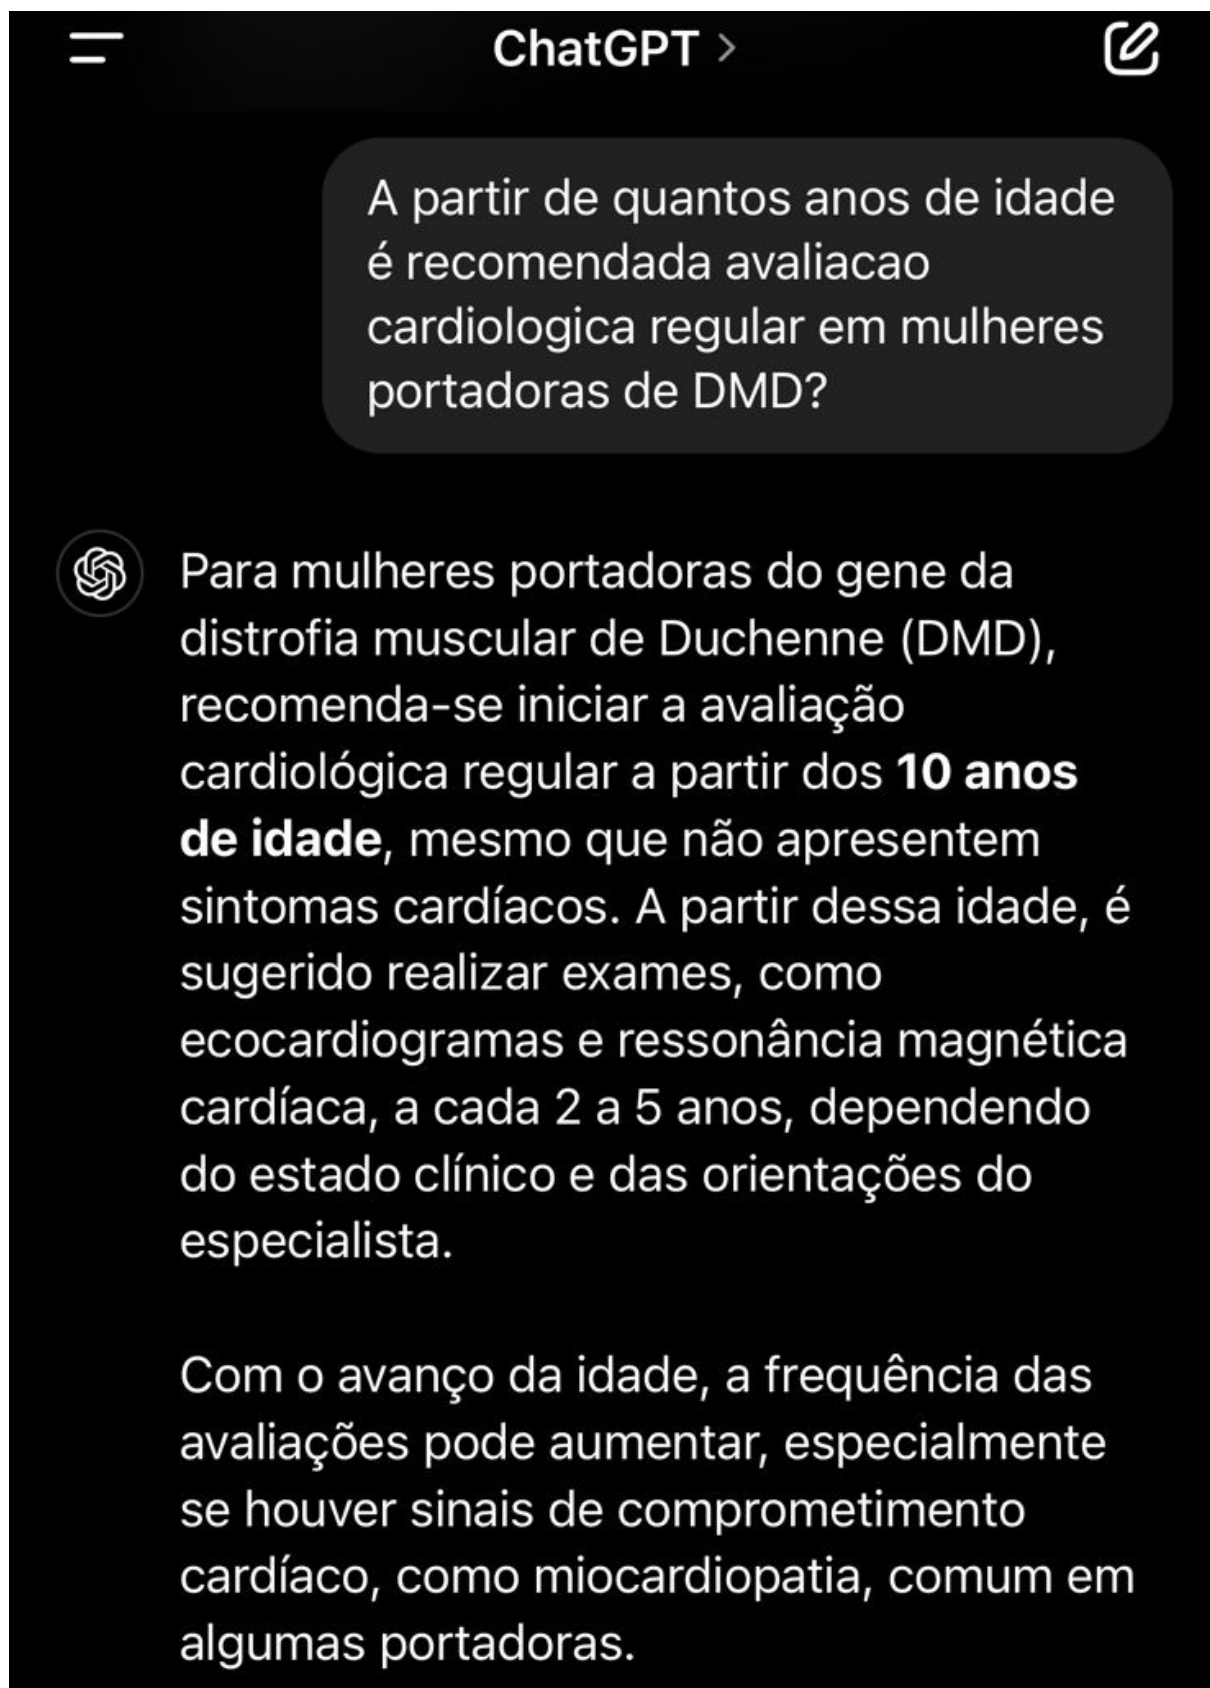 ChatGPT >
A partir de quantos anos de idade
é recomendada avaliacao
cardiologica regular em mulheres
portadoras de DMD?
Para mulheres portadoras do gene da
distrofia muscular de Duchenne (DMD),
recomenda-se iniciar a avaliação
cardiológica regular a partir dos 10 anos
de idade, mesmo que não apresentem
sintomas cardíacos. A partir dessa idade, é
sugerido realizar exames, como
ecocardiogramas e ressonância magnética
cardíaca, a cada 2 a 5 anos, dependendo
do estado clínico e das orientações do
especialista.
Com o avanço da idade, a frequência das
avaliações pode aumentar, especialmente
se houver sinais de comprometimento
cardíaco, como miocardiopatia, comum em
algumas portadoras.